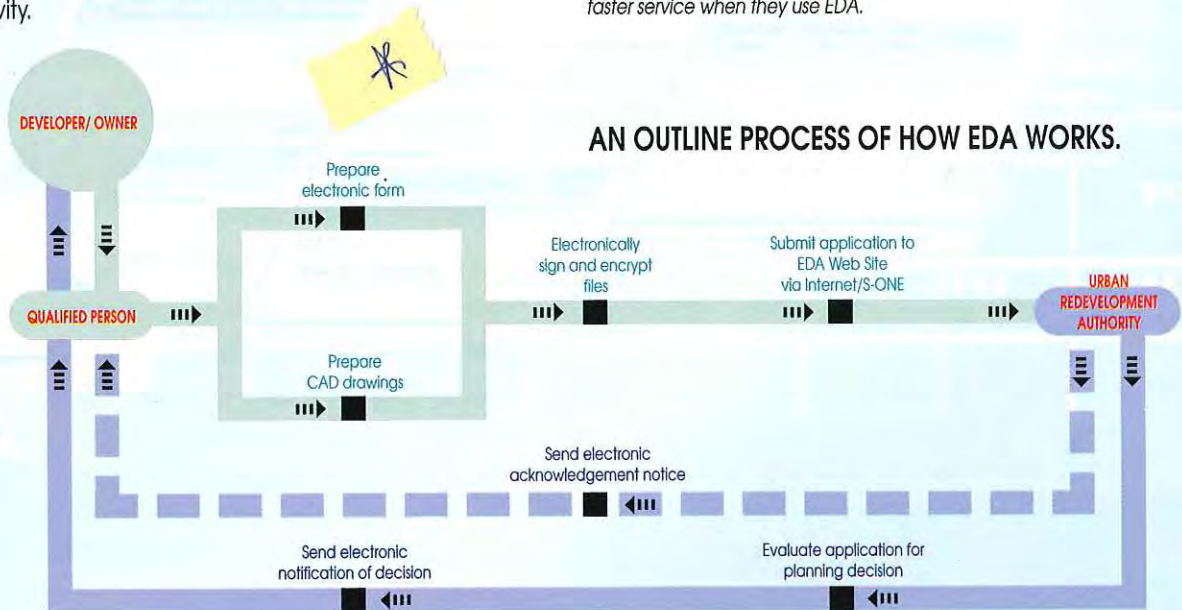 vity.
faster service when they use EDA.
AN OUTLINE PROCESS OF HOW EDA WORKS.
DEVELOPER/ OWNER
Prepare
electronic form
Electronically
sign and encrypt
files
Submit application to
EDA Web Site
via Internet/S-ONE
URBAN
REDEVELOPMENT
AUTHORITY
QUALIFIED PERSON
Prepare
CAD drawings
Send electronic
acknowledgement notice
Send electronic
notification of decision
Evaluate application for
planning decision